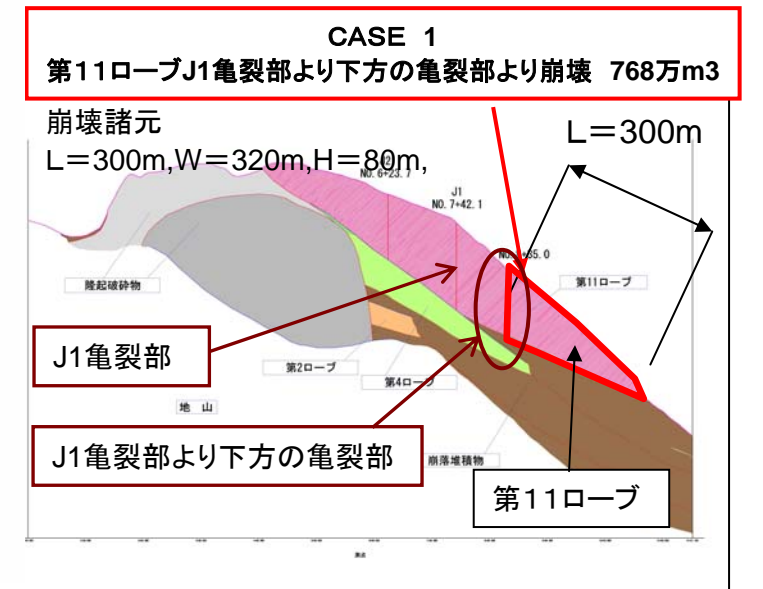 CASE 1
第11ローブJ1亀裂部より下方の亀裂部より崩壊 768万m3
崩壊諸元
L＝300m,W＝320m,H＝80m,
L＝300m
NO.6+23.7
J1
NO.7+42.1
第11ローブ
隆起破砕物
J1亀裂部
第2ローブ
第4ローブ
地 山
J1亀裂部より下方の亀裂部
崩落堆積物
第11ローブ